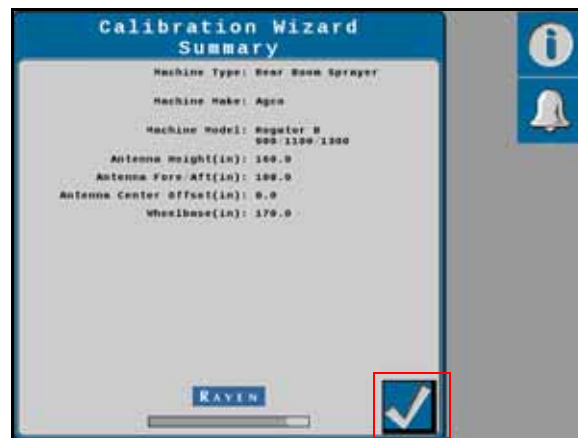 Calibration Wizard
Summary
Machine Type: Rear Boom Sprayer
Machine Make: Agco
Machine Model: Rogator B
900/1100/1300
Antenna Height(in): 160.0
Antenna Fore/Aft(in): 100.0
Antenna Center Offset(in): 0.0
Wheelbase(in): 170.0
RAVEN